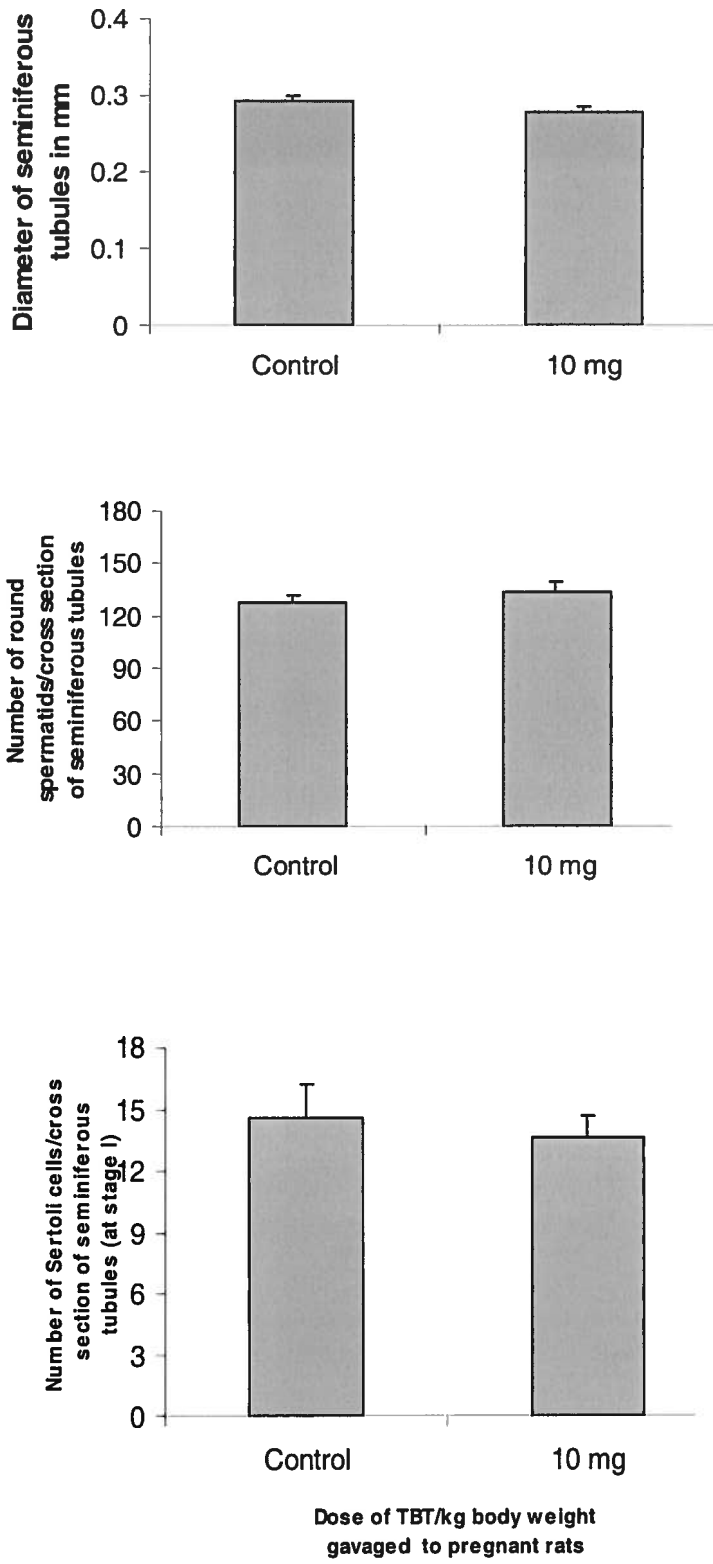 Diameter of seminiferous
tubules in mm
0.4
0.3
0.2
0.1
0
Control
10 mg
Number of round
spermatids/cross section
of seminiferous tubules
180
150
120
90
60
30
0
Control
10 mg
Number of Sertoli cells/cross
section of seminiferous
tubules (at stage I)
18
15
12
9
6
3
0
Control
10 mg
Dose of TBT/kg body weight
gavaged to pregnant rats